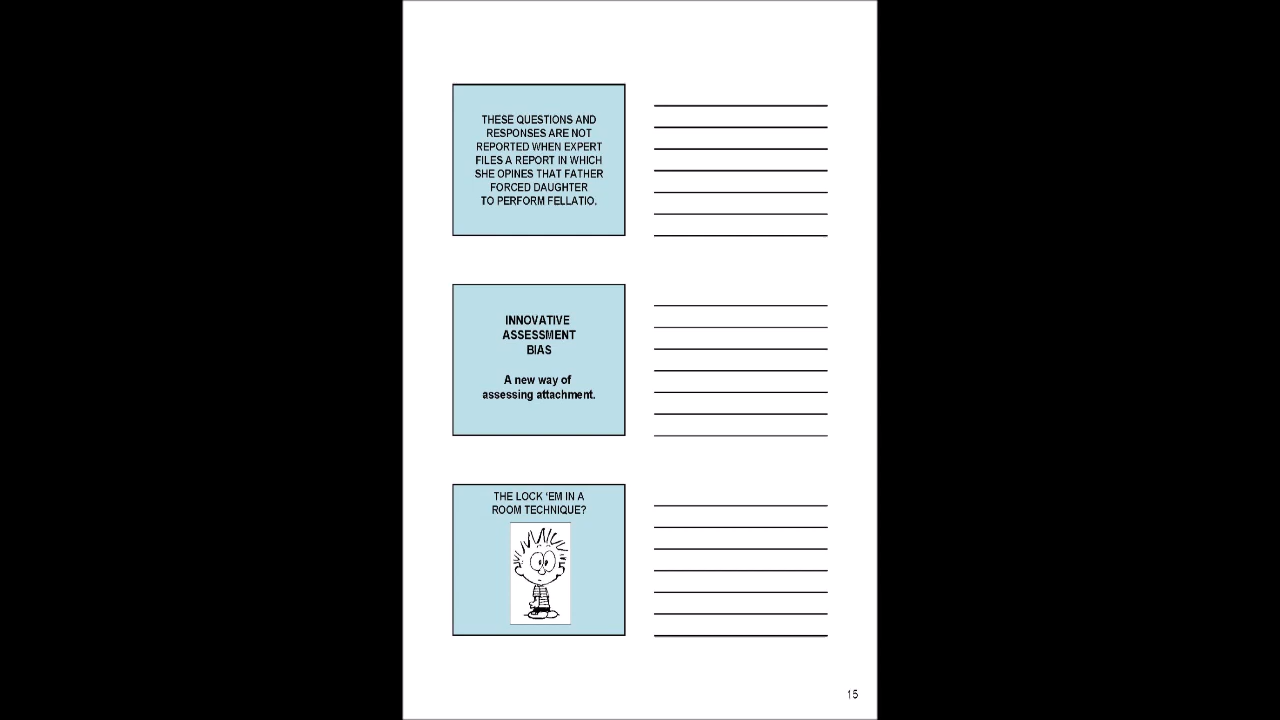 THESE QUESTIONS AND
RESPONSES ARE NOT
REPORTED WHEN EXPERT
FILES A REPORT IN WHICH
SHE OPINES THAT FATHER
FORCED DAUGHTER
TO PERFORM FELLATIO.
INNOVATIVE
ASSESSMENT
BIAS
A new way of
assessing attachment.
THE LOCK 'EM IN A
ROOM TECHNIQUE?
15